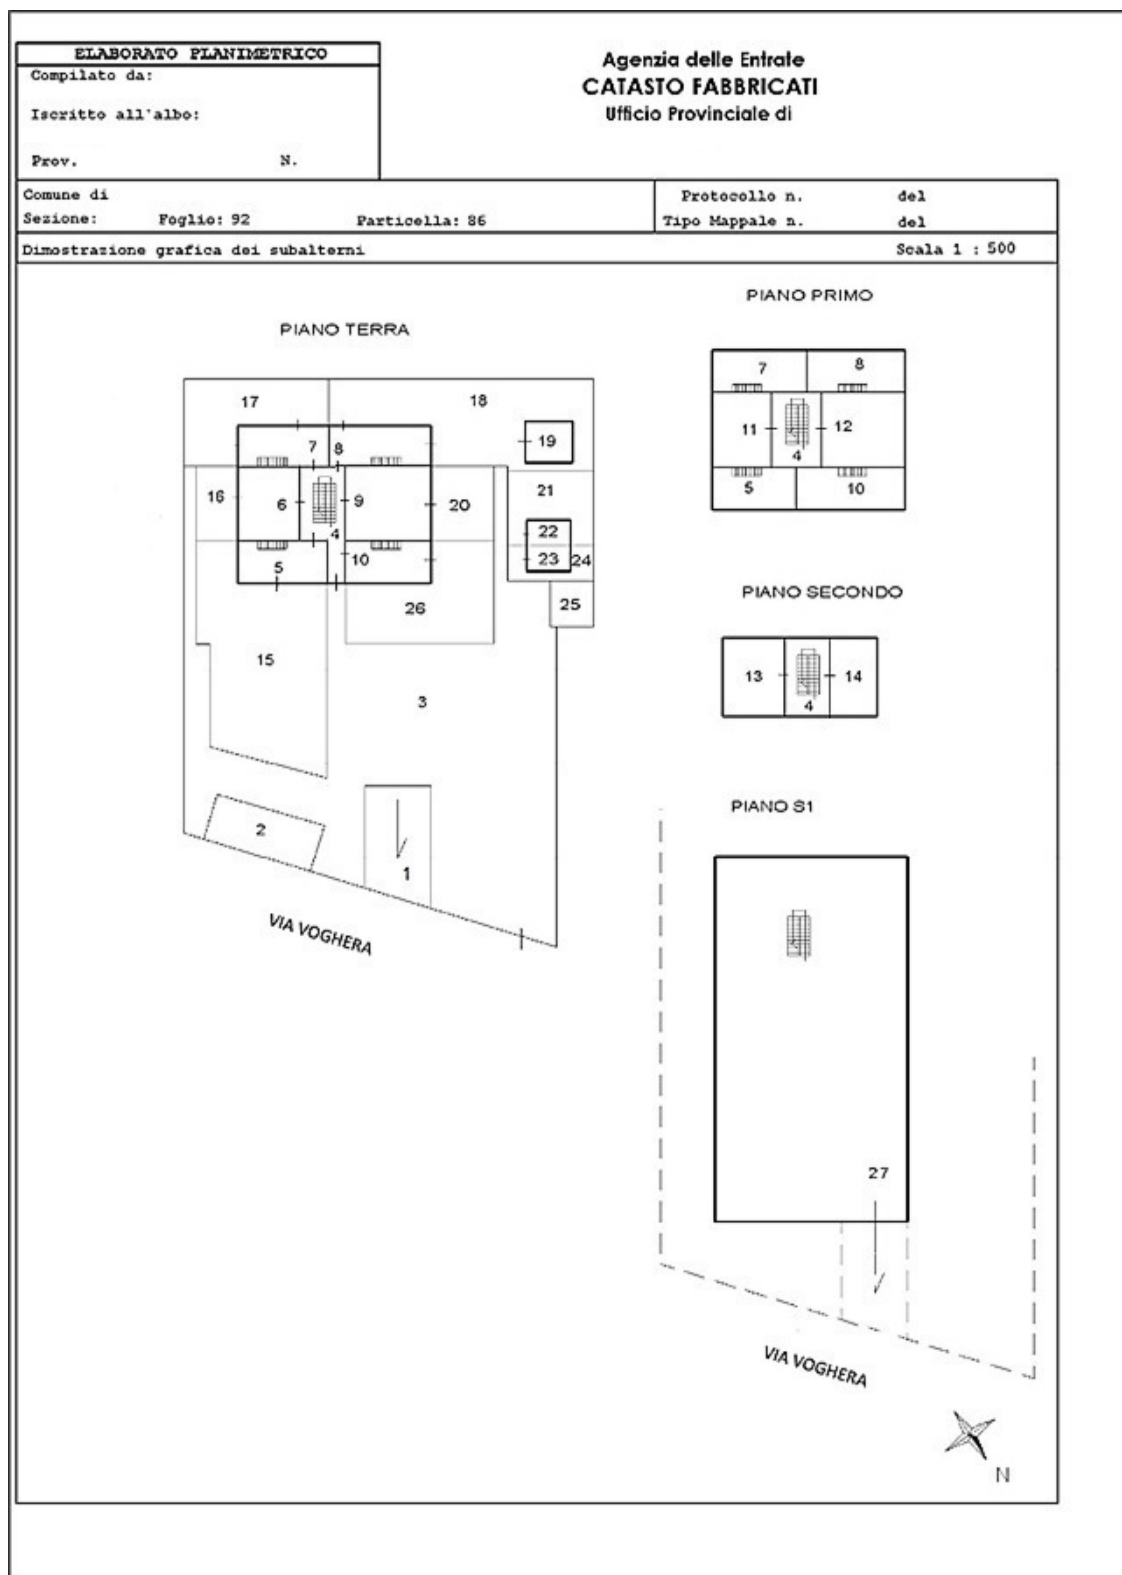 ELABORATO PLANIMETRICO
Compilato da:
Iscritto all'albo:
Prov. N.
Agenzia delle Entrate
CATASTO FABBRICATI
Ufficio Provinciale di
Comune di
Sezione: Foglio: 92 Particella: 86
Protocollo n. del
Tipo Mappale n. del
Dimostrazione grafica dei subalterni Scala 1 : 500
PIANO TERRA
17 18
19
7 8
21
16 6 9 20
22
4
10 23 24
5
26 25
15
3
2
1
VIA VOGHERA
PIANO PRIMO
7 8
11 12
4
5 10
PIANO SECONDO
13 14
4
PIANO S1
27
VIA VOGHERA
N